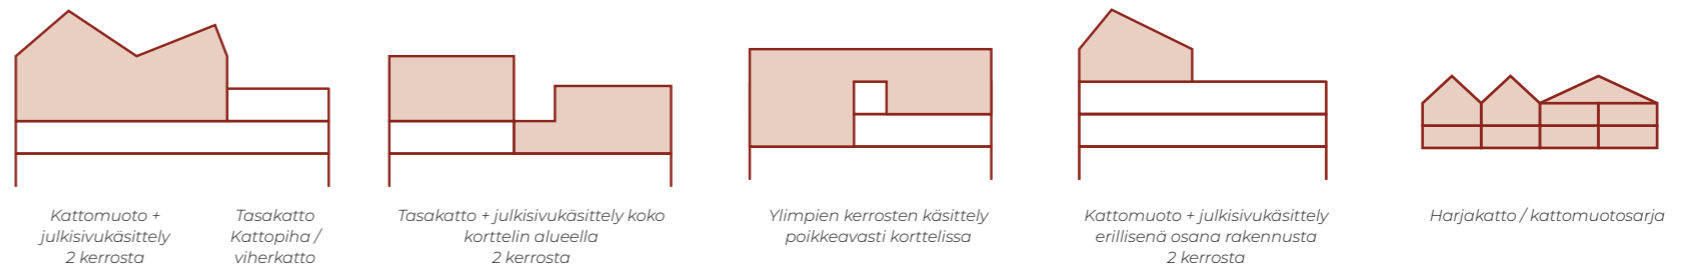 Kattomuoto +
julkisivukäsittely
2 kerrosta
Tasakatto
Kattopiha /
viherkatto
Tasakatto + julkisivukäsittely koko
korttelin alueella
2 kerrosta
Ylimpien kerrosten käsittely
poikkeavasti korttelissa
Kattomuoto + julkisivukäsittely
erillisenä osana rakennusta
2 kerrosta
Harjakatto / kattomuotosarja